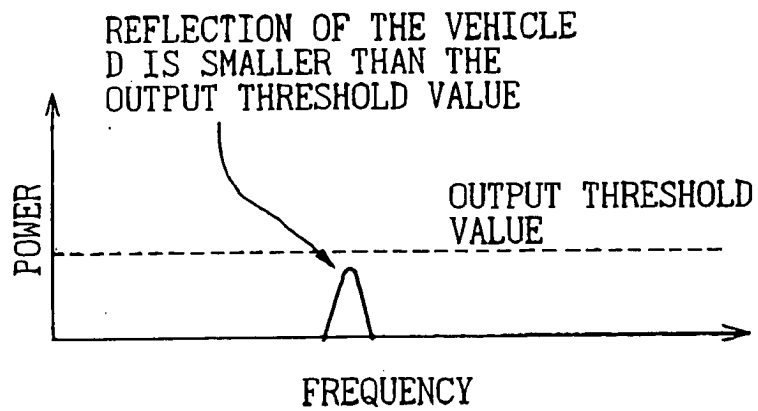 REFLECTION OF THE VEHICLE
D IS SMALLER THAN THE
OUTPUT THRESHOLD VALUE
OUTPUT THRESHOLD
VALUE
POWER
FREQUENCY